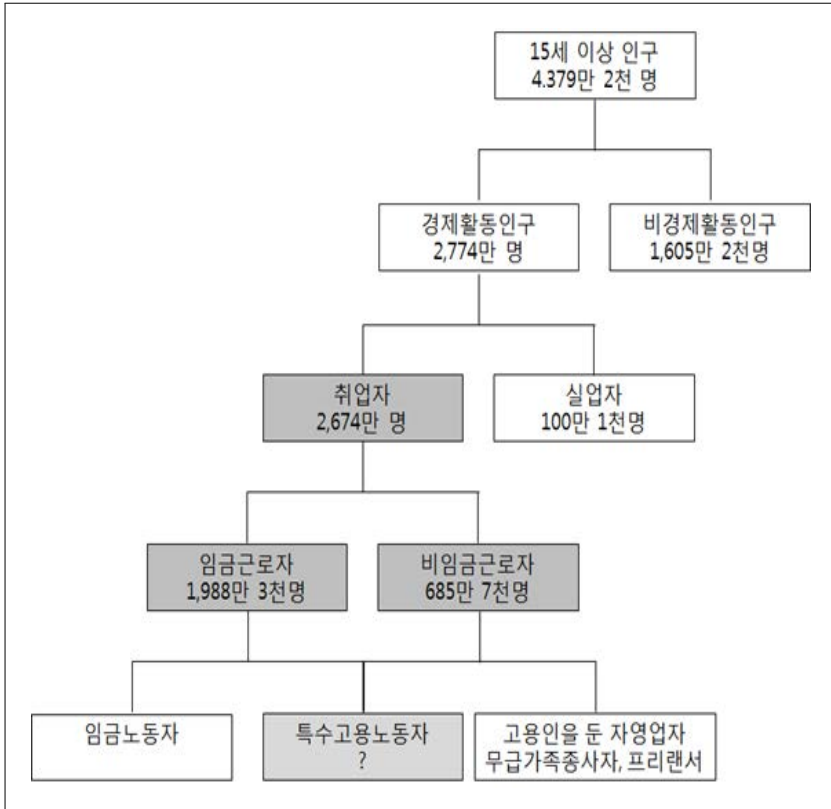 15세 이상 인구
4.379만 2천 명
경제활동인구
2,774만 명
비경제활동인구
1,605만 2천명
취업자
2,674만 명
실업자
100만 1천명
임금근로자
1,988만 3천명
비임금근로자
685만 7천명
임금노동자
특수고용노동자
?
고용인을 둔 자영업자
무급가족종사자, 프리랜서